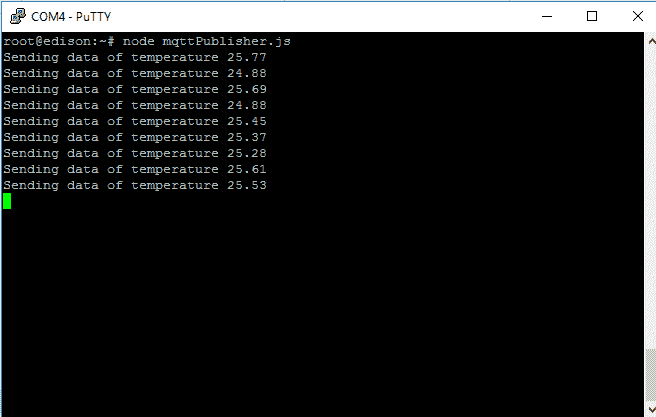 COM4 - PuTTY
root@edison:~# node mqttPublisher.js
Sending data of temperature 25.77
Sending data of temperature 24.88
Sending data of temperature 25.69
Sending data of temperature 24.88
Sending data of temperature 25.45
Sending data of temperature 25.37
Sending data of temperature 25.28
Sending data of temperature 25.61
Sending data of temperature 25.53